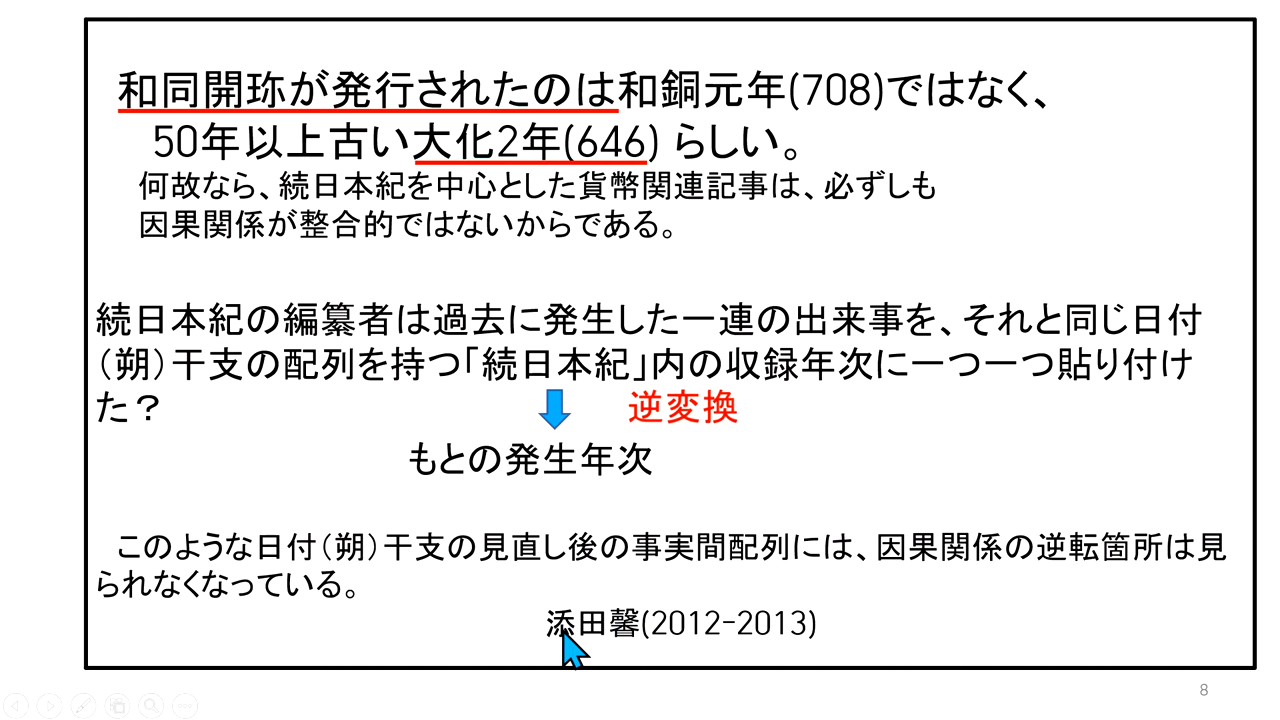 和同開珎が発行されたのは和銅元年(708)ではなく、
50年以上古い大化2年(646) らしい。
何故なら、続日本紀を中心とした貨幣関連記事は、必ずしも
因果関係が整合的ではないからである。
続日本紀の編纂者は過去に発生した一連の出来事を、それと同じ日付
（朔）干支の配列を持つ「続日本紀」内の収録年次に一つ一つ貼り付け
た？
逆変換
もとの発生年次
このような日付（朔）干支の見直し後の事実間配列には、因果関係の逆転箇所は見
られなくなっている。
添田馨(2012-2013)
8